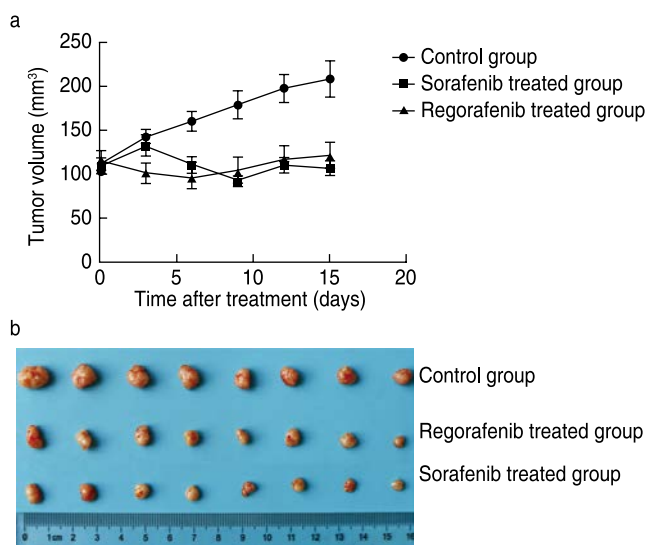 a
250
200
150
100
50
0
Tumor volume (mm³)
0 5 10 15 20
Time after treatment (days)
Control group
Sorafenib treated group
Regorafenib treated group
b
Control group
Regorafenib treated group
Sorafenib treated group
0 1cm 2 3 4 5 6 7 8 9 10 11 12 13 14 15 16